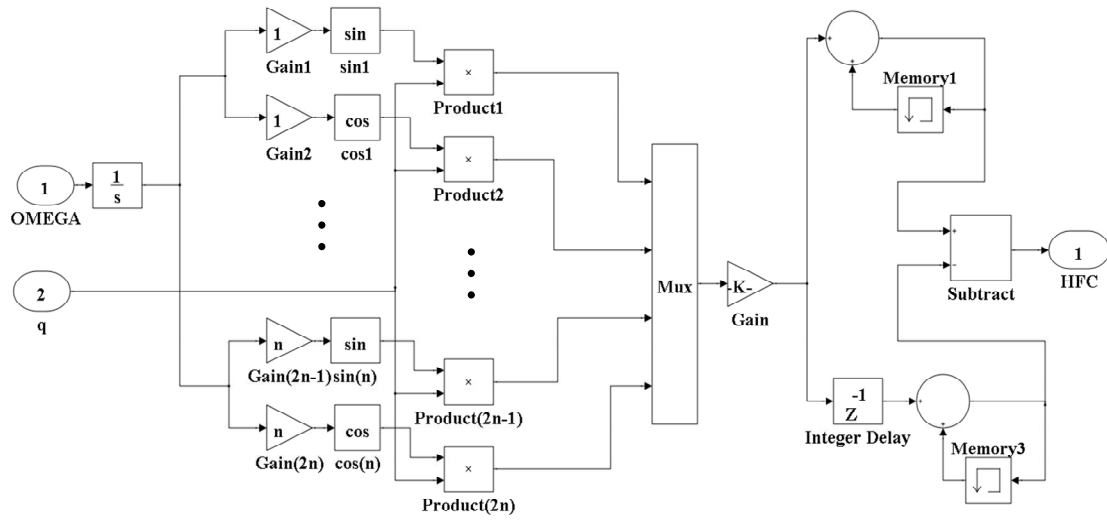 1
Gain1
sin
sin1
×
Product1
1
Gain2
cos
cos1
×
Product2
1
OMEGA
1
s
2
q
n
Gain(2n-1)
sin
sin(n)
×
Product(2n-1)
n
Gain(2n)
cos
cos(n)
×
Product(2n)
Mux
-K-
Gain
+
+
Memory1
+
−
Subtract
1
HFC
-1
Z
Integer Delay
+
+
Memory3